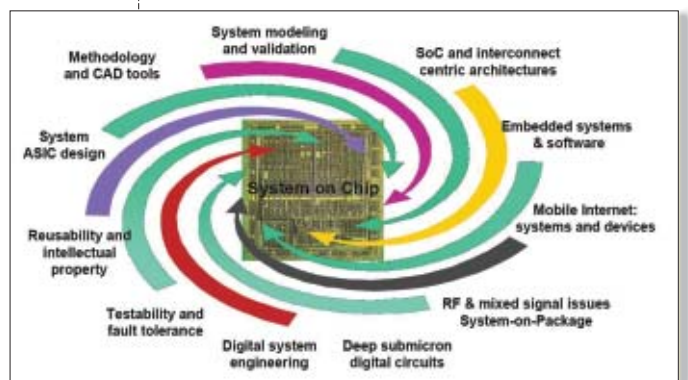 System modeling
and validation
Methodology
and CAD tools
SoC and interconnect
centric architectures
System
ASIC design
Embedded systems
& software
System on Chip
Mobile Internet:
systems and devices
Reusability and
intellectual
property
RF & mixed signal issues
System-on-Package
Testability and
fault tolerance
Digital system
engineering
Deep submicron
digital circuits